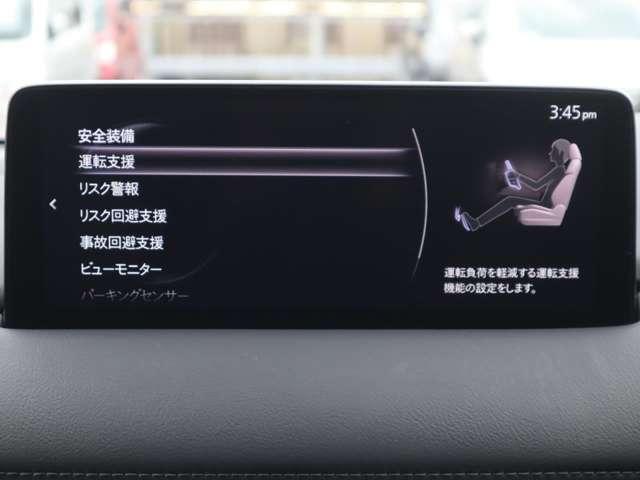 3:45pm
安全装備
運転支援
リスク警報
リスク回避支援
事故回避支援
ビューモニター
パーキングセンサー
運転負荷を軽減する運転支援
機能の設定をします。